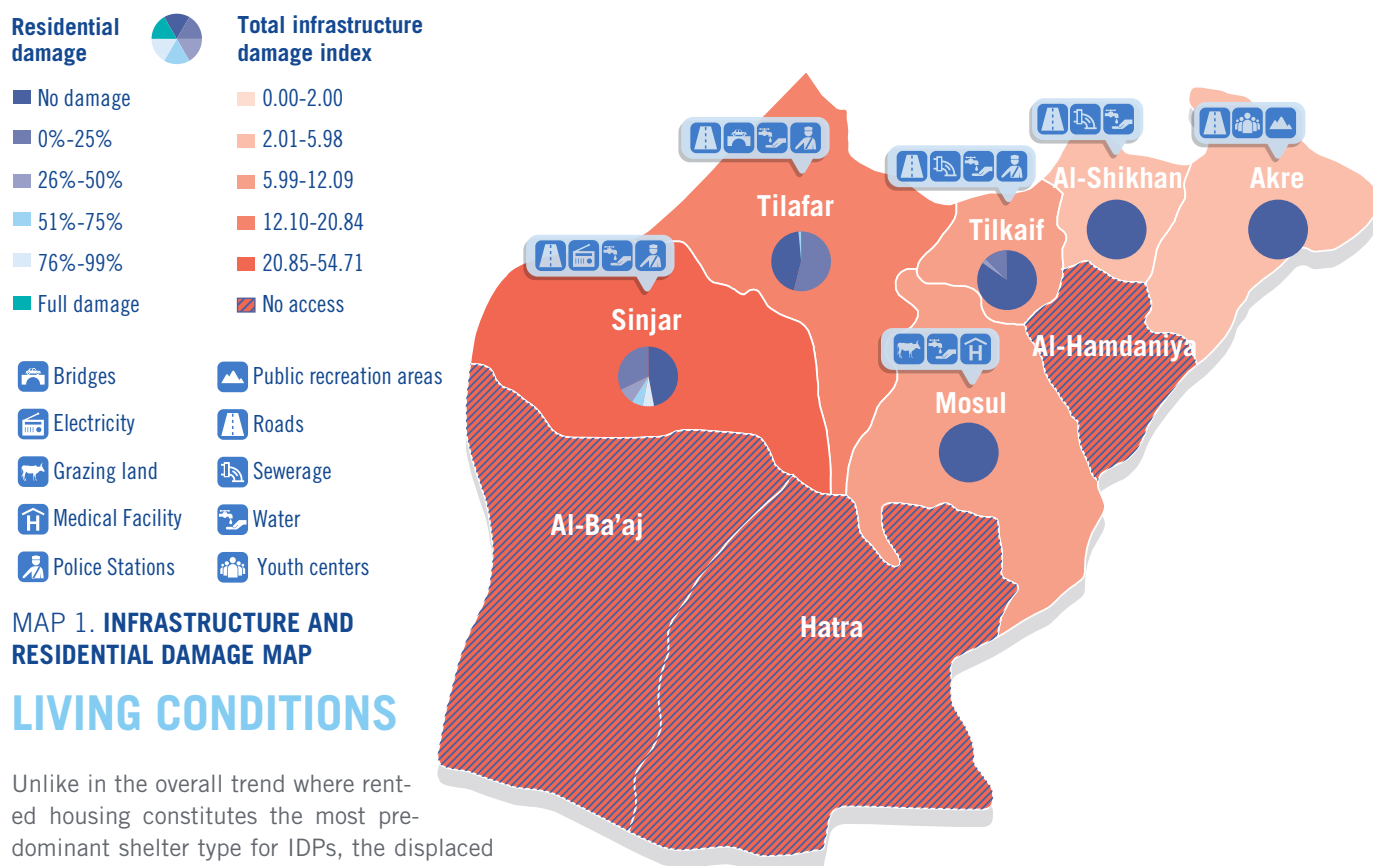 Residential
damage
No damage
0%-25%
26%-50%
51%-75%
76%-99%
Full damage
Total infrastructure
damage index
0.00-2.00
2.01-5.98
5.99-12.09
12.10-20.84
20.85-54.71
No access
Bridges
Electricity
Grazing land
Medical Facility
Police Stations
Public recreation areas
Roads
Sewerage
Water
Youth centers
Tilafar
Sinjar
Tilkaif
Al-Shikhan
Akre
Al-Hamdaniya
Mosul
Al-Ba'aj
Hatra
MAP 1. INFRASTRUCTURE AND
RESIDENTIAL DAMAGE MAP
LIVING CONDITIONS
Unlike in the overall trend where rent-
ed housing constitutes the most pre-
dominant shelter type for IDPs, the displaced